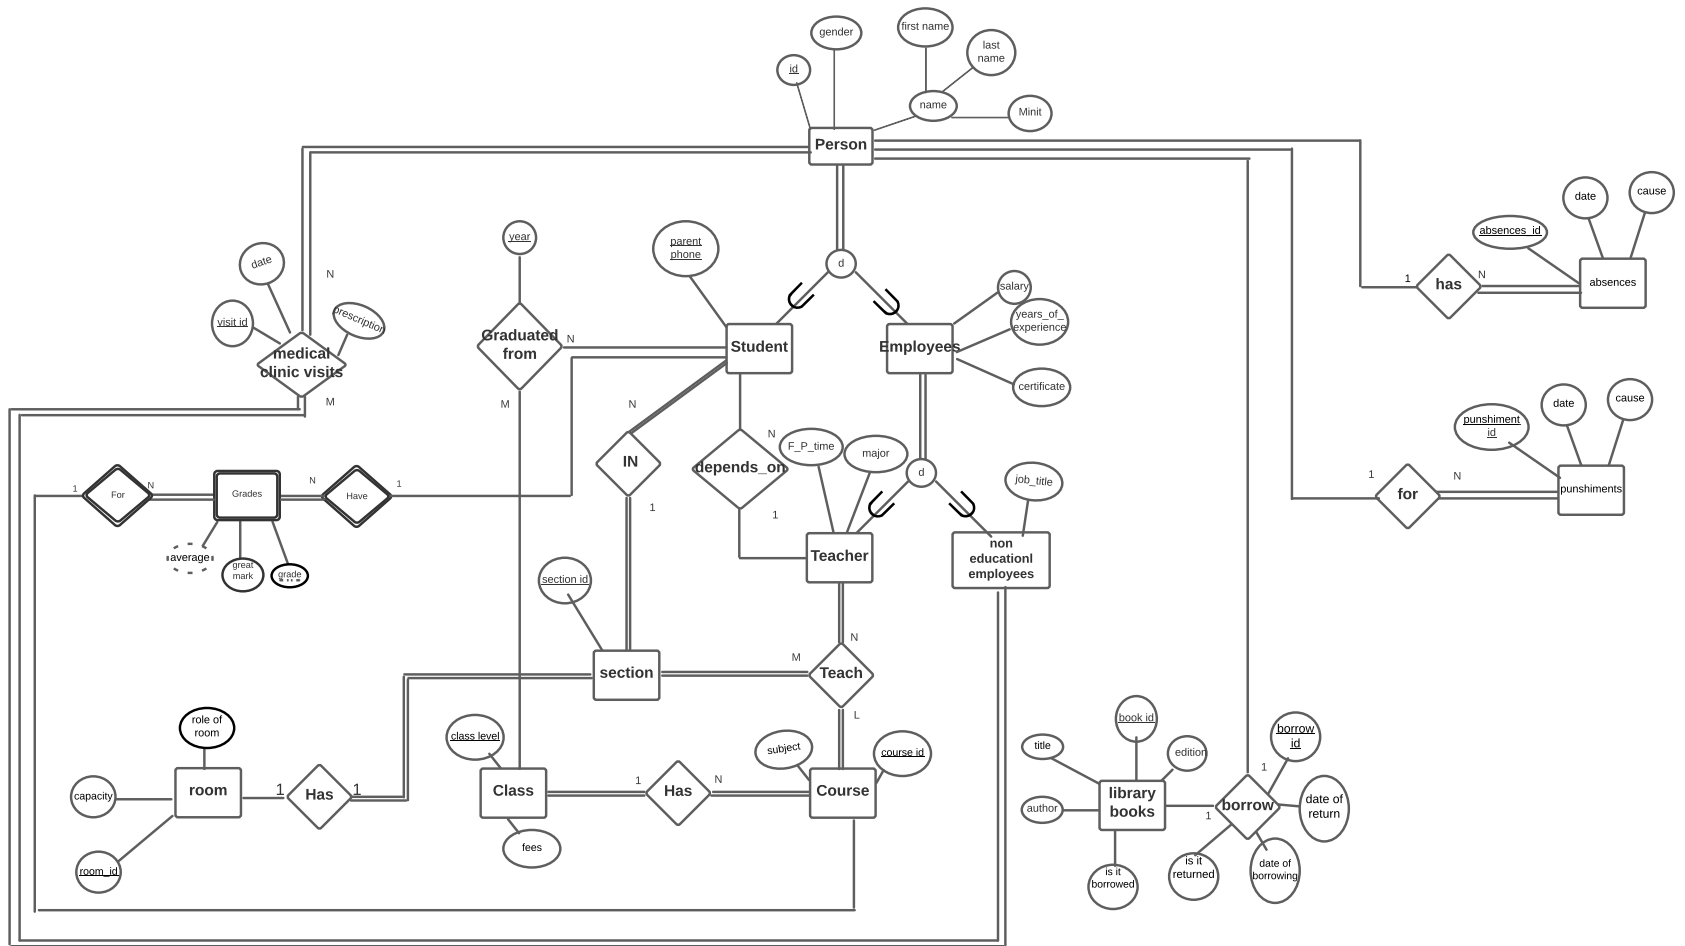 first name
gender
last
name
id
name
Minit
Person
cause
date
absences_id
year
parent
phone
d
date
N
1
N
has
absences
salary
visit id
prescription
years_of_
experience
Graduated
from
N
Student
Employees
medical
clinic visits
certificate
M
M
N
cause
date
punshiment
id
N
F_P_time
major
IN
depends_on
d
job_title
1
N
for
punshiments
1
For
N
Grades
N
Have
1
1
1
average
great
mark
grade
Teacher
non
educationl
employees
section id
N
M
section
Teach
L
role of
room
class level
subject
course id
book id
borrow
id
title
edition
1
capacity
room
1
Has
1
Class
1
Has
N
Course
library
books
1
borrow
date of
return
author
fees
room_id
is it
borrowed
is it
returned
date of
borrowing